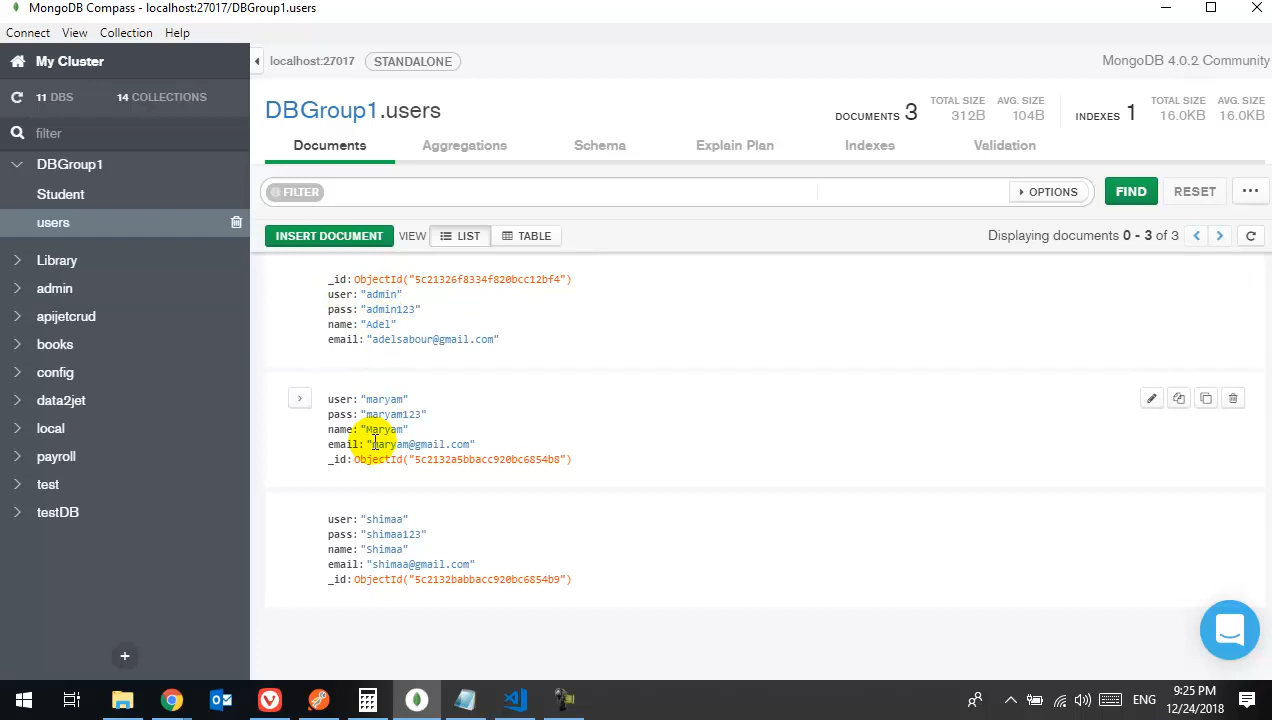 MongoDB Compass - localhost:27017/DBGroup1.users
Connect View Collection Help
My Cluster
localhost:27017 STANDALONE
MongoDB 4.0.2 Community
11 DBS 14 COLLECTIONS
filter
DBGroup1
Student
users
Library
admin
apijetcrud
books
config
data2jet
local
payroll
test
testDB
DBGroup1.users
DOCUMENTS 3
TOTAL SIZE 312B
AVG. SIZE 104B
INDEXES 1
TOTAL SIZE 16.0KB
AVG. SIZE 16.0KB
Documents Aggregations Schema Explain Plan Indexes Validation
FILTER OPTIONS FIND RESET
INSERT DOCUMENT VIEW LIST TABLE Displaying documents 0 - 3 of 3
_id:ObjectId("5c21326f8334f820bcc12bf4")
user:"admin"
pass:"admin123"
name:"Adel"
email:"adelsabour@gmail.com"
user:"maryam"
pass:"maryam123"
name:"Maryam"
email:"maryam@gmail.com"
_id:ObjectId("5c2132a5bbacc920bc6854b8")
user:"shimaa"
pass:"shimaa123"
name:"Shimaa"
email:"shimaa@gmail.com"
_id:ObjectId("5c2132babbacc920bc6854b9")
ENG
9:25 PM
12/24/2018